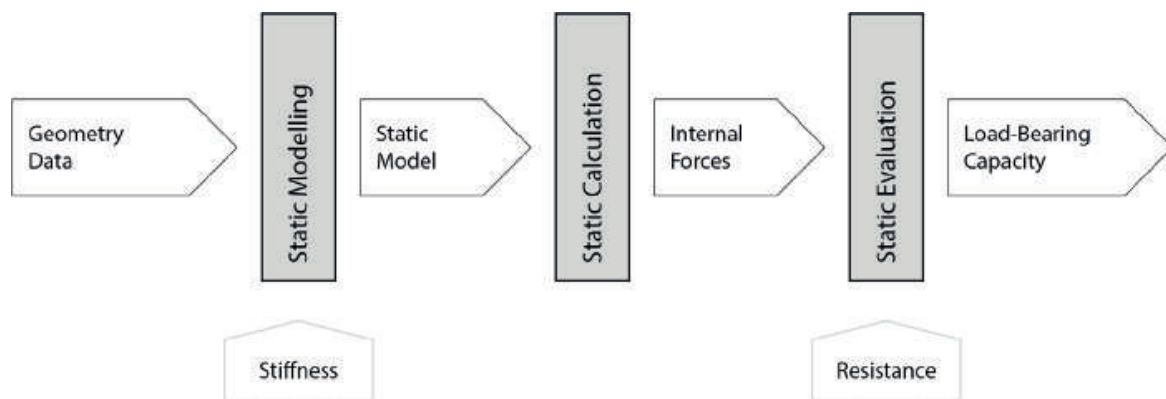 Geometry
Data
Static Modelling
Static
Model
Static Calculation
Internal
Forces
Static Evaluation
Load-Bearing
Capacity
Stiffness
Resistance